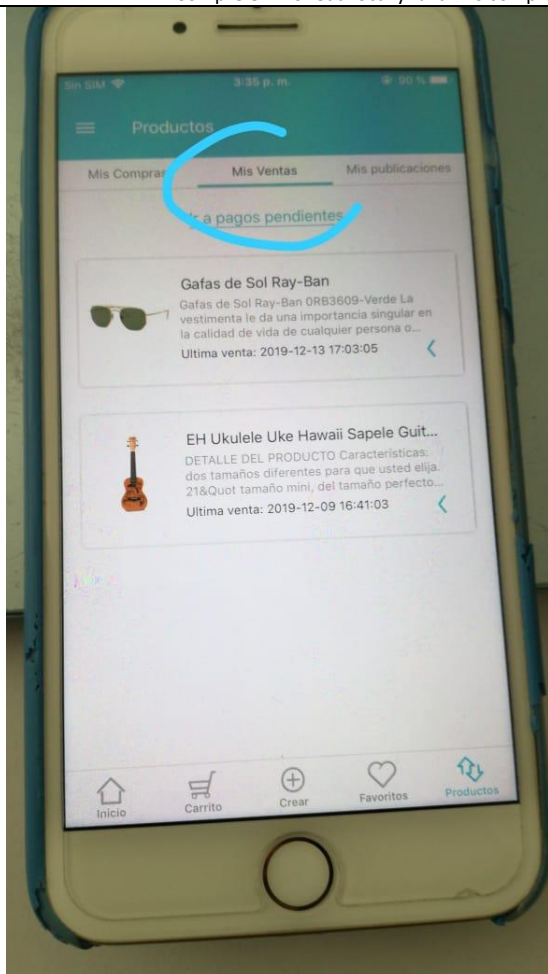 Sin SIM 3:35 p. m. 90 %
Productos
Mis Compras Mis Ventas Mis publicaciones
Ir a pagos pendientes
Gafas de Sol Ray-Ban
Gafas de Sol Ray-Ban 0RB3609-Verde La
vestimenta le da una importancia singular en
la calidad de vida de cualquier persona o...
Ultima venta: 2019-12-13 17:03:05
EH Ukulele Uke Hawaii Sapele Guit...
DETALLE DEL PRODUCTO Características:
dos tamaños diferentes para que usted elija.
21&Quot tamaño mini, del tamaño perfecto...
Ultima venta: 2019-12-09 16:41:03
Inicio Carrito Crear Favoritos Productos